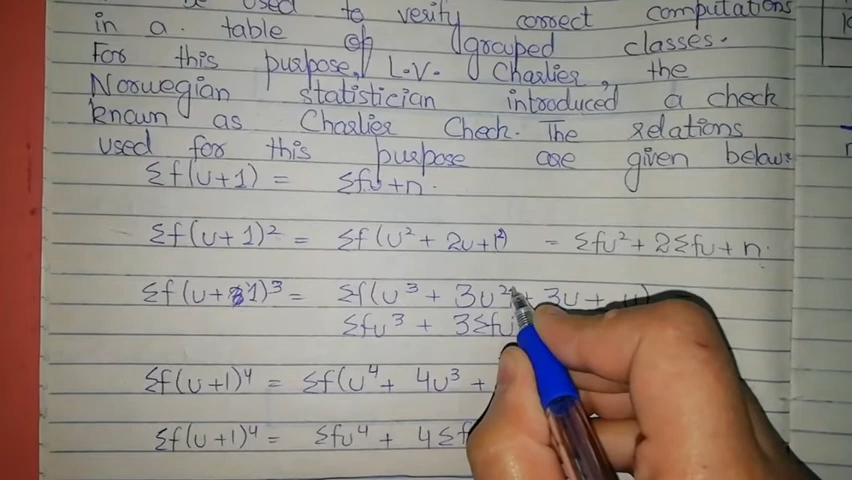 used to verify correct computations
in a table of grouped classes.
For this purpose, L.V. Charlier, the
Norwegian statistician introduced a check
known as Charlier Check. The relations
used for this purpose are given below:
Σf(u+1) = Σfu+n.
Σf(u+1)² = Σf(u² + 2u+1²) = Σfu² + 2Σfu + n.
Σf(u+1)³ = Σf(u³ + 3u² + 3u +
Σfu³ + 3Σfu
Σf(u+1)⁴ = Σf(u⁴ + 4u³ +
Σf(u+1)⁴ = Σfu⁴ + 4Σf